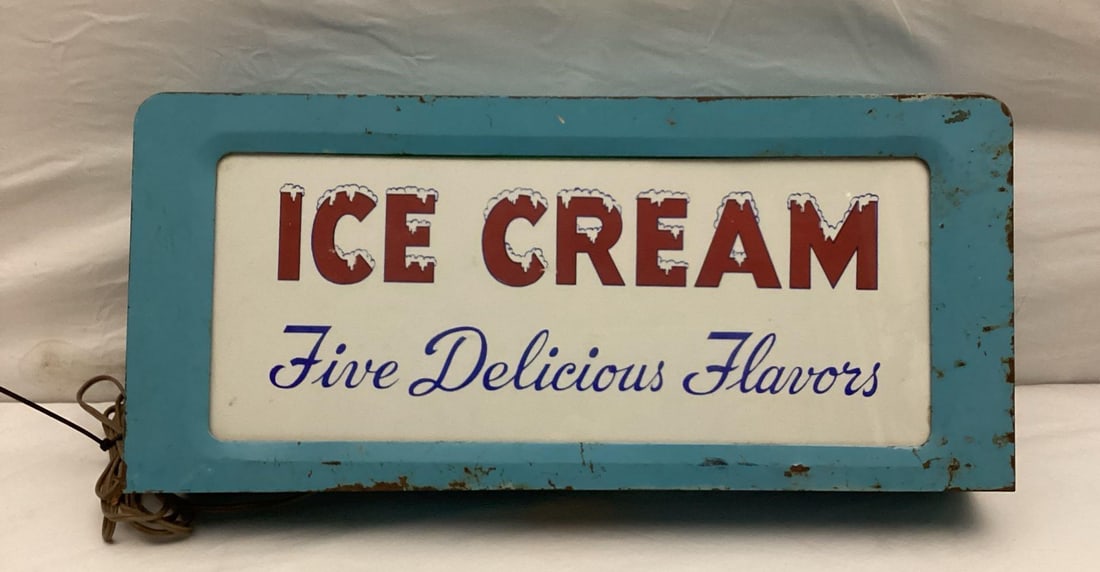 ICE CREAM
Five Delicious Flavors